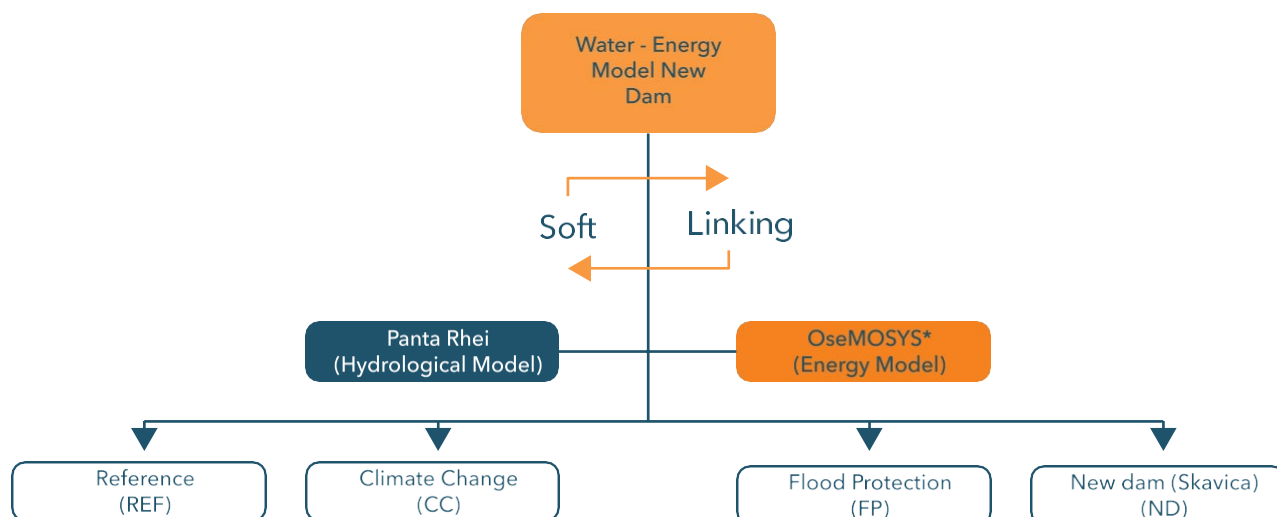 Water - Energy
Model New
Dam
Soft Linking
Panta Rhei
(Hydrological Model)
OseMOSYS*
(Energy Model)
Reference
(REF)
Climate Change
(CC)
Flood Protection
(FP)
New dam (Skavica)
(ND)